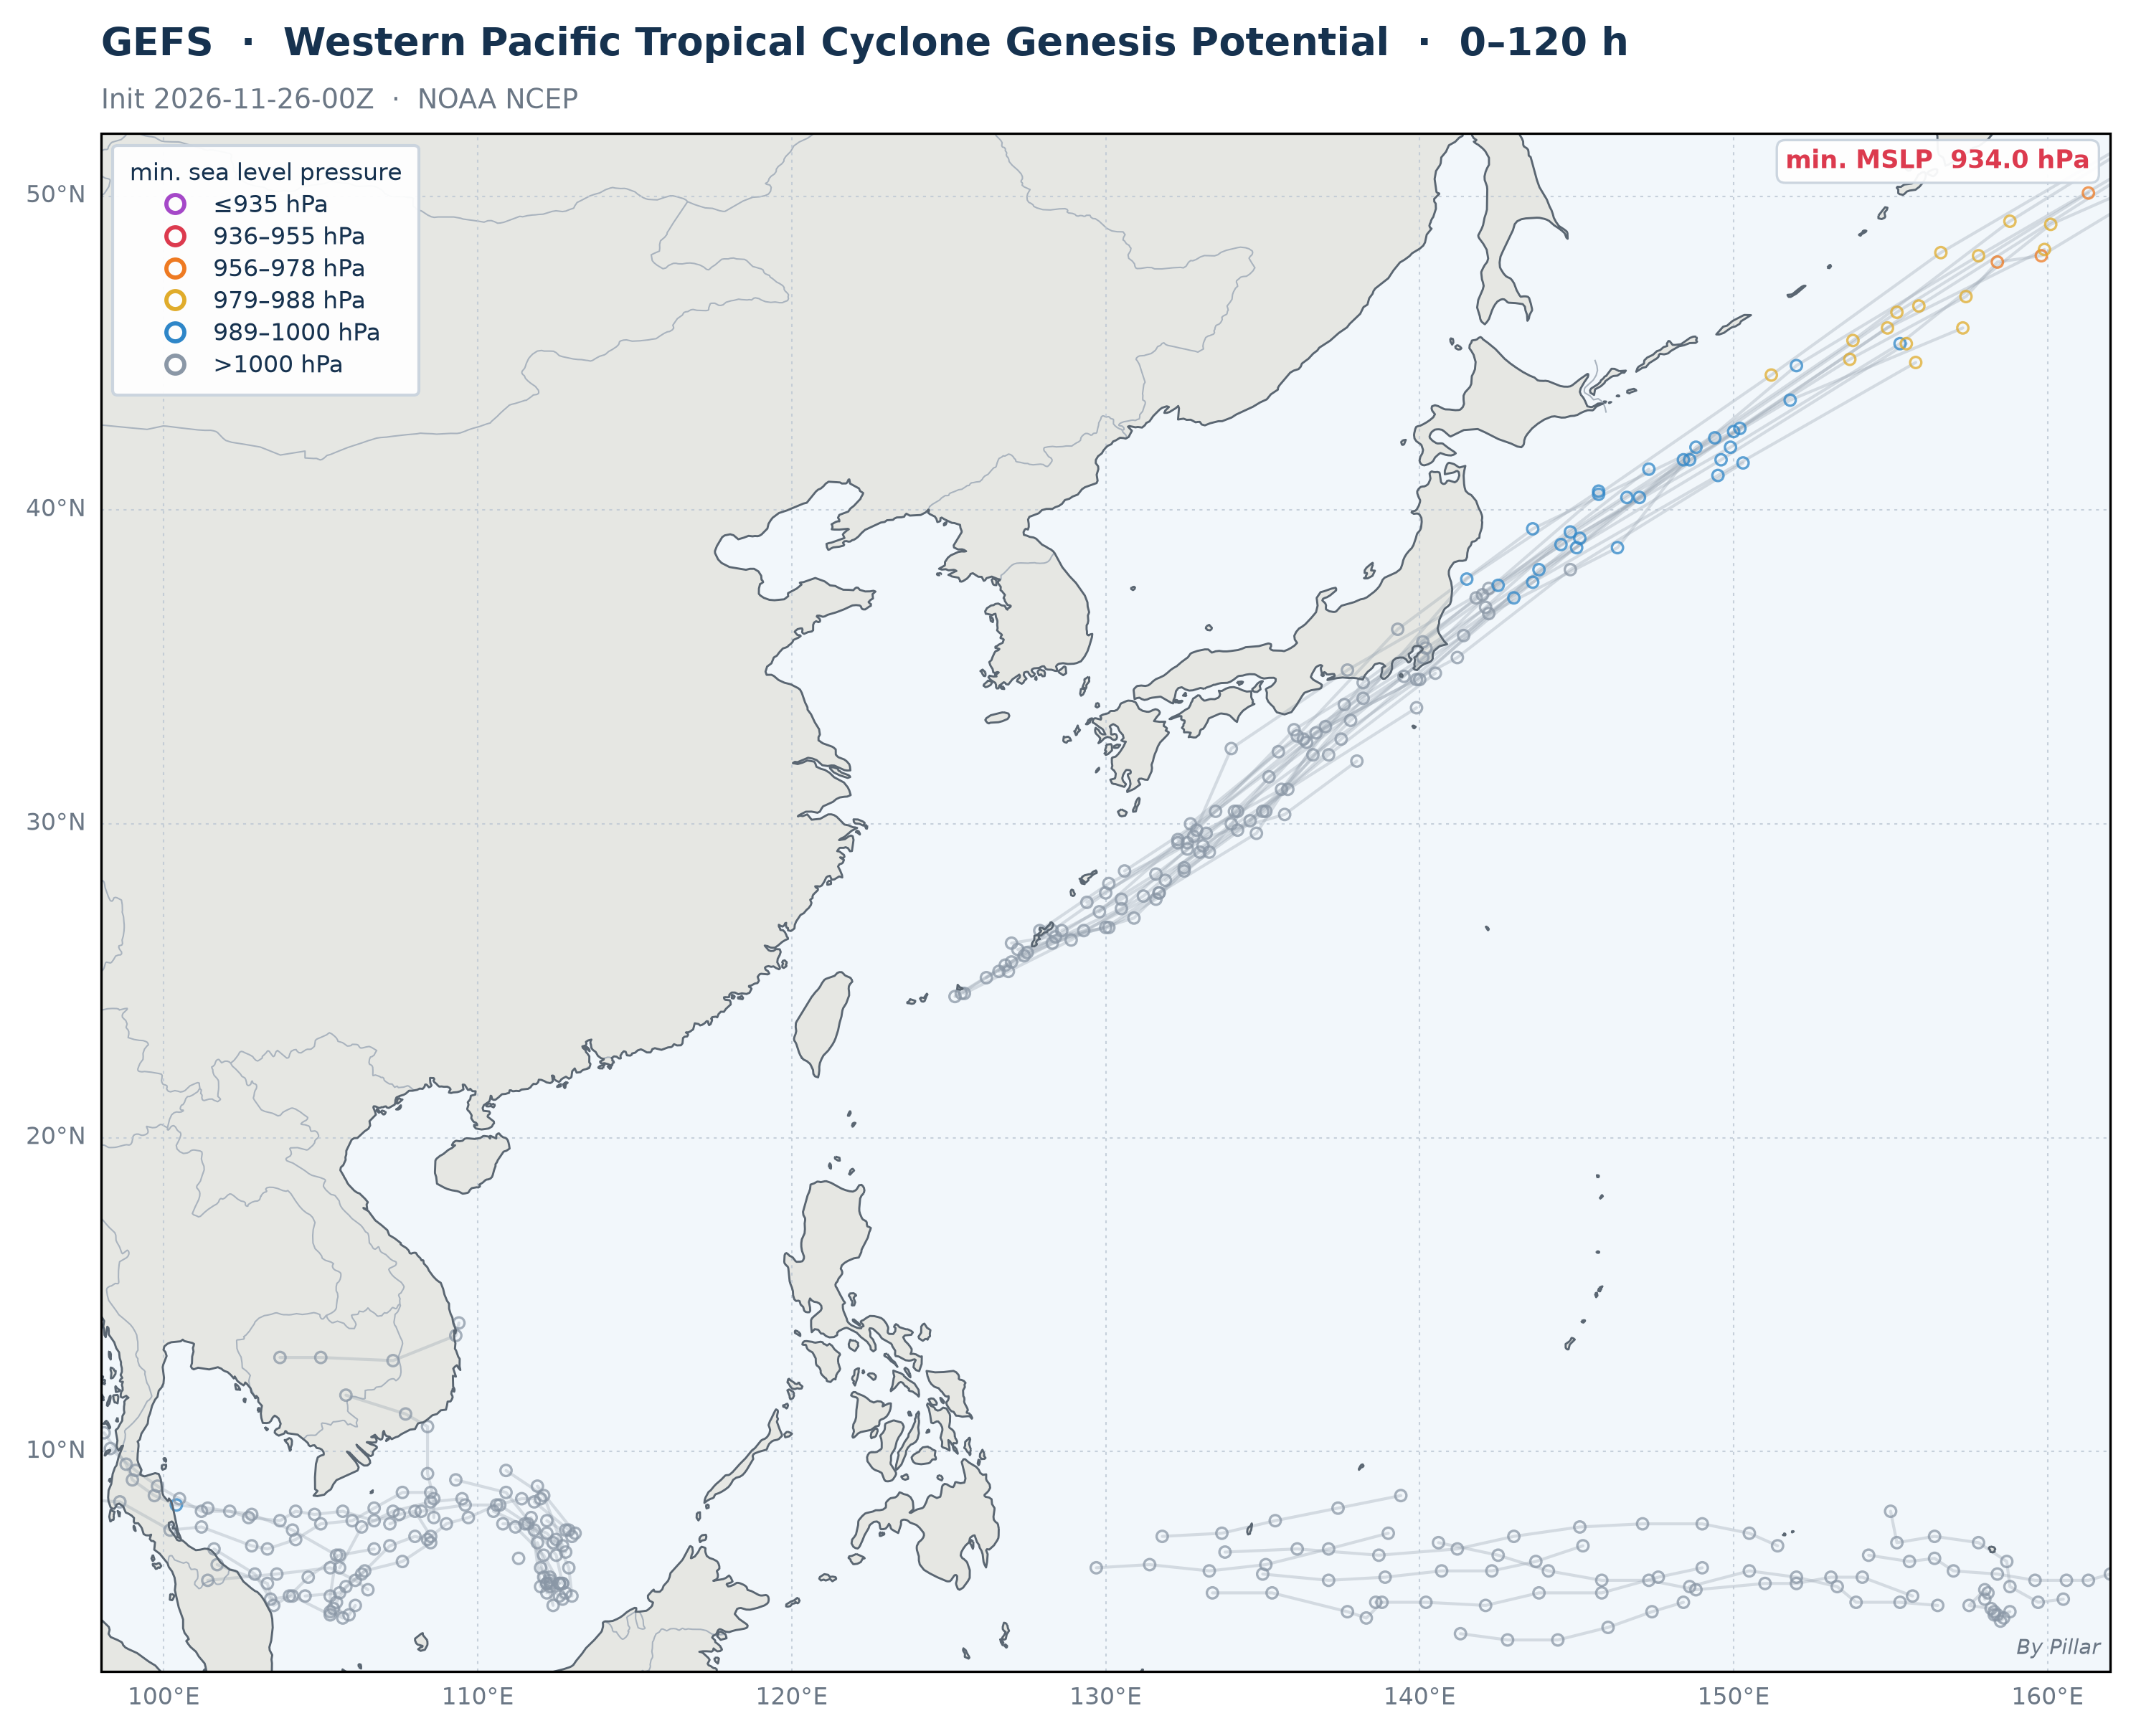 GEFS · Western Pacific Tropical Cyclone Genesis Potential · 0–120 h
Init 2026-11-26-00Z · NOAA NCEP
min. sea level pressure
≤935 hPa
936–955 hPa
956–978 hPa
979–988 hPa
989–1000 hPa
>1000 hPa
min. MSLP 934.0 hPa
50°N
40°N
30°N
20°N
10°N
By Pillar
100°E
110°E
120°E
130°E
140°E
150°E
160°E